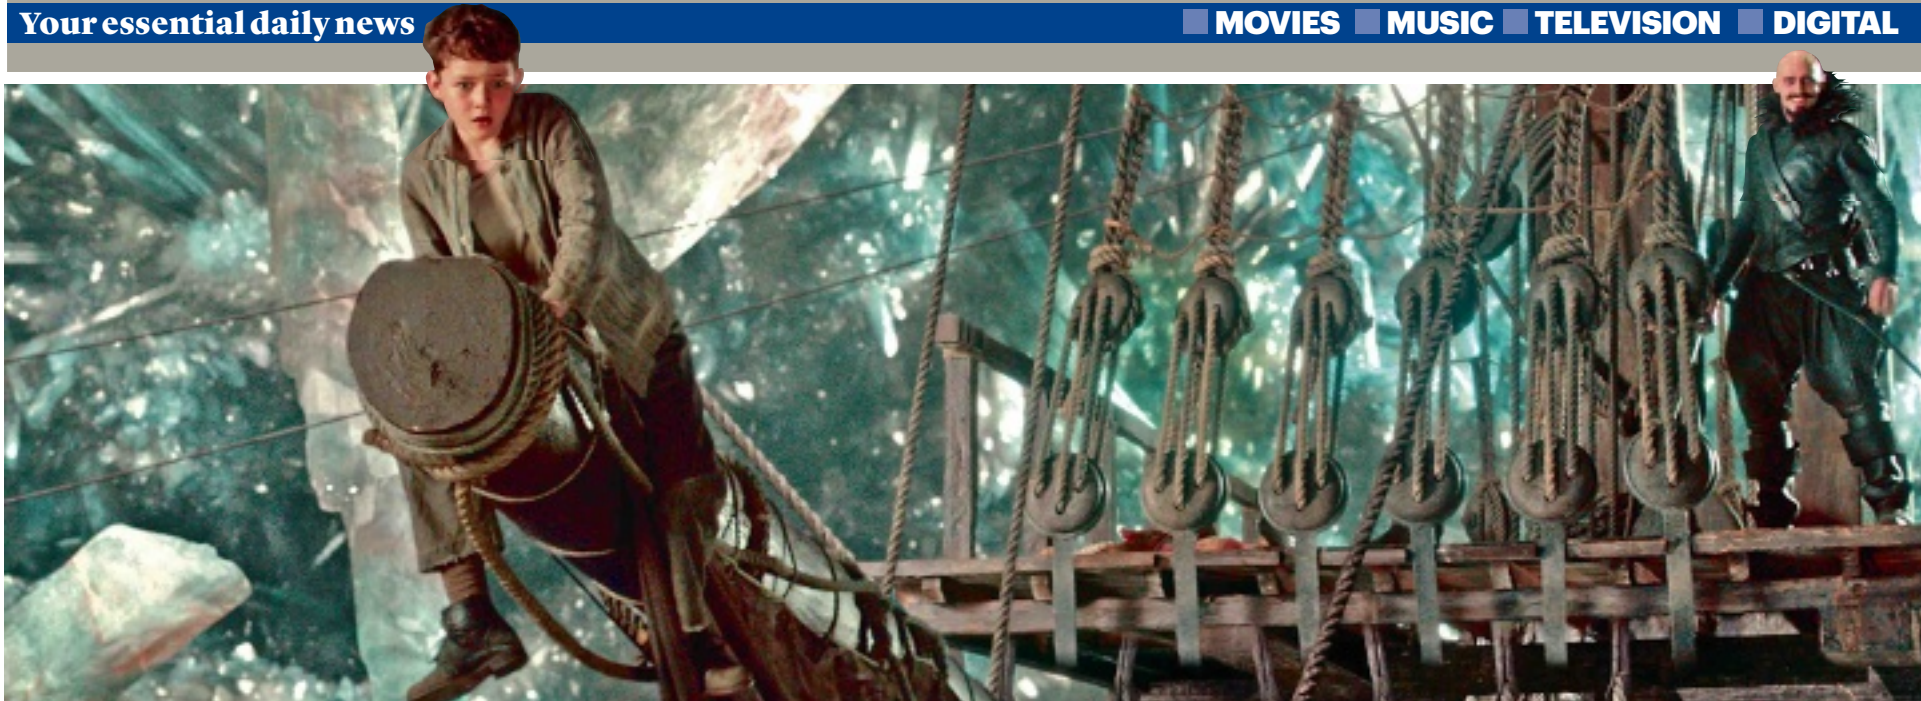 Your essential daily news
MOVIES MUSIC TELEVISION DIGITAL